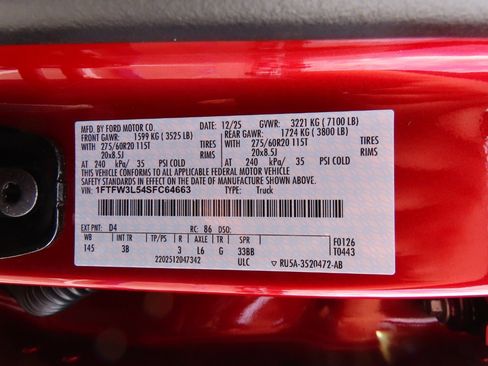 MFD. BY FORD MOTOR CO. 12/25 GVWR: 3221 KG ( 7100 LB)
FRONT GAWR: 1599 KG ( 3525 LB) REAR GAWR: 1724 KG ( 3800 LB)
WITH 275/60R20 115T WITH 275/60R20 115T
20x8.5J 20x8.5J
AT 240 kPa/ 35 PSI COLD AT 240 kPa/ 35 PSI COLD
THIS VEHICLE CONFORMS TO ALL APPLICABLE FEDERAL MOTOR VEHICLE
SAFETY STANDARDS IN EFFECT ON THE DATE OF MANUFACTURE SHOWN ABOVE.
VIN: 1FTFW3L54SFC64663 TYPE: Truck
EXT PNT: D4 RC: 86 DSO: F0126
WB INT TR TP/PS R AXLE TR SPR T0443
145 3B 3 L6 G 33BB
2202512047342 ULC ▽ RU5A-3520472-AB